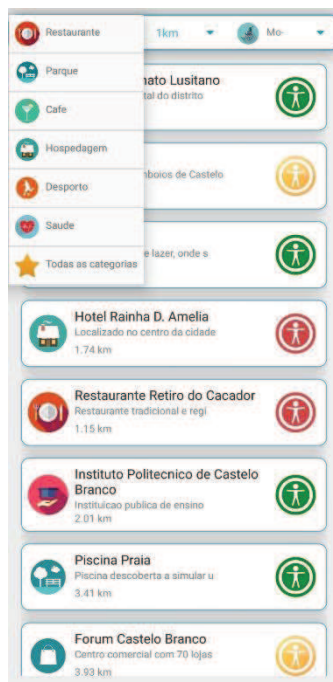 Restaurante
1km
Mo-
Parque
Cafe
Hospedagem
Desporto
Saude
Todas as categorias
nato Lusitano
tal do distrito
nboios de Castelo
e lazer, onde s
Hotel Rainha D. Amelia
Localizado no centro da cidade
1.74 km
Restaurante Retiro do Cacador
Restaurante tradicional e regi
1.15 km
Instituto Politecnico de Castelo
Branco
Instituicao publica de ensino
2.01 km
Piscina Praia
Piscina descoberta a simular u
3.41 km
Forum Castelo Branco
Centro comercial com 70 lojas
3.93 km